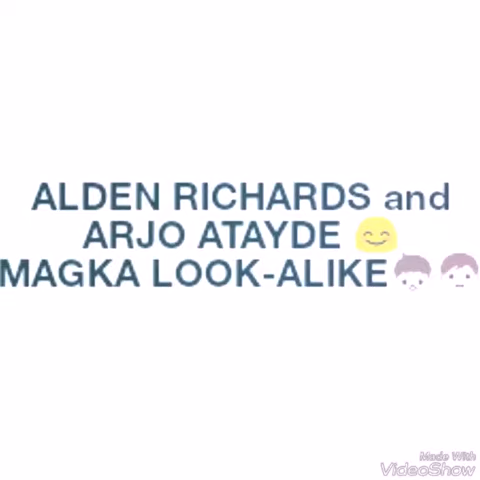 ALDEN RICHARDS and
ARJO ATAYDE 😊
MAGKA LOOK-ALIKE👦👦
Made With
VideoShow